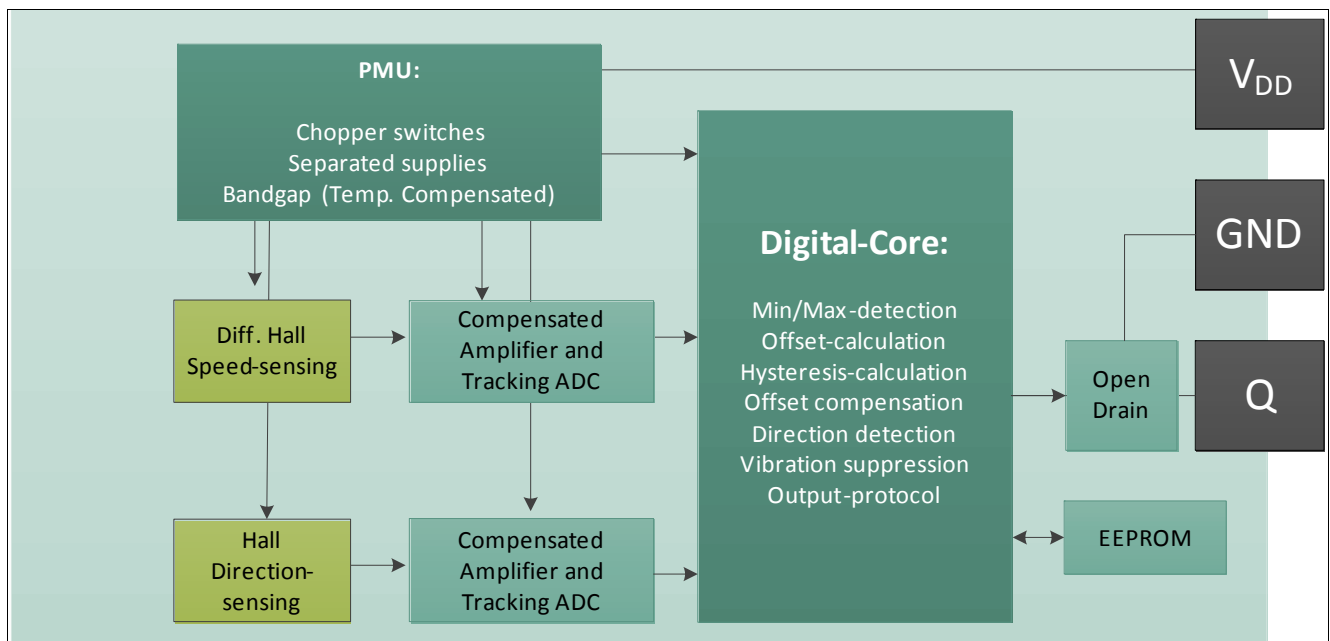 PMU:
Chopper switches
Separated supplies
Bandgap (Temp. Compensated)
V_DD
GND
Digital-Core:
Min/Max-detection
Offset-calculation
Hysteresis-calculation
Offset compensation
Direction detection
Vibration suppression
Output-protocol
Diff. Hall
Speed-sensing
Compensated
Amplifier and
Tracking ADC
Open
Drain
Q
Hall
Direction-
sensing
Compensated
Amplifier and
Tracking ADC
EEPROM